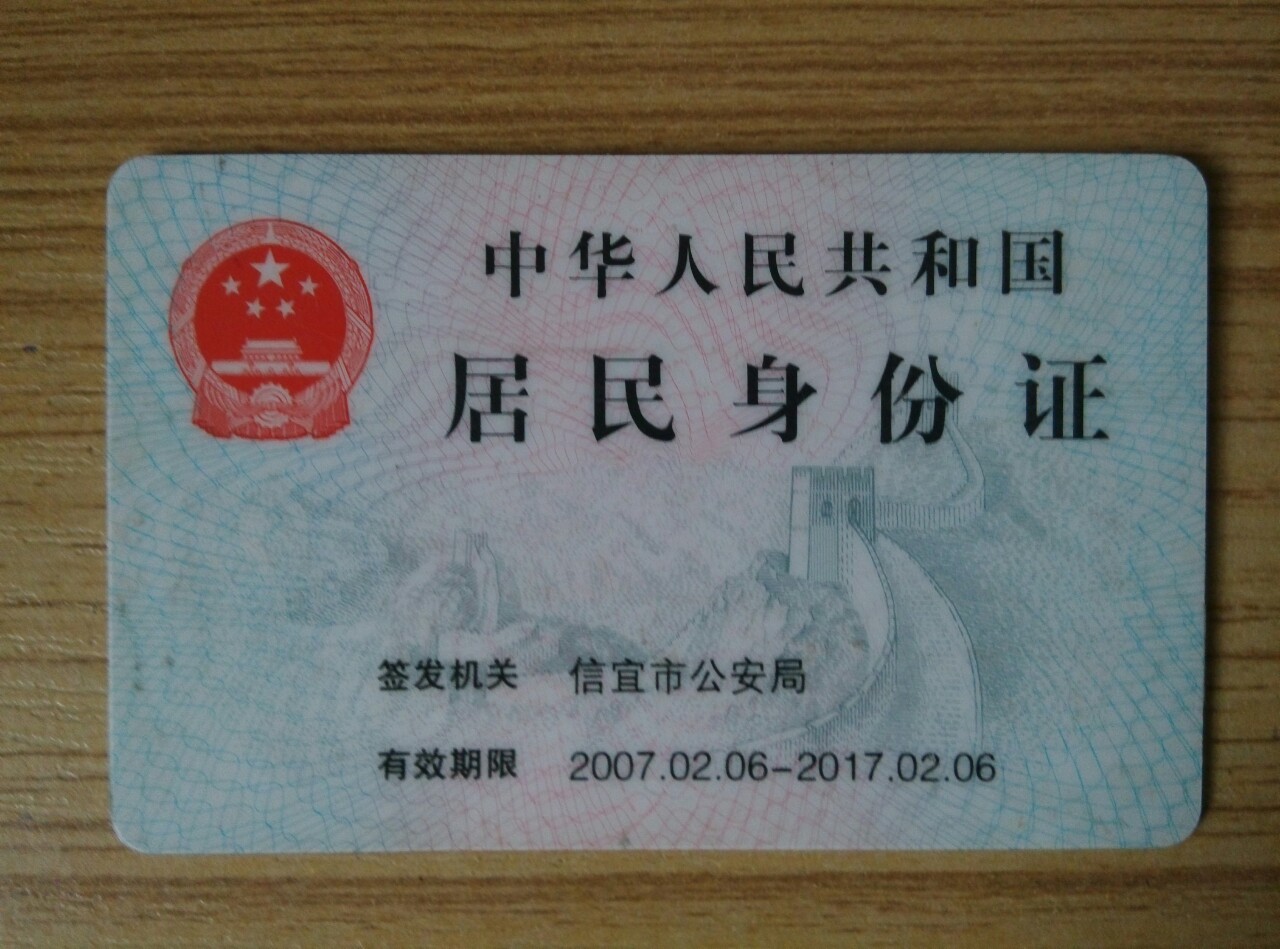 中华人民共和国
居民身份证
签发机关 信宜市公安局
有效期限 2007.02.06-2017.02.06